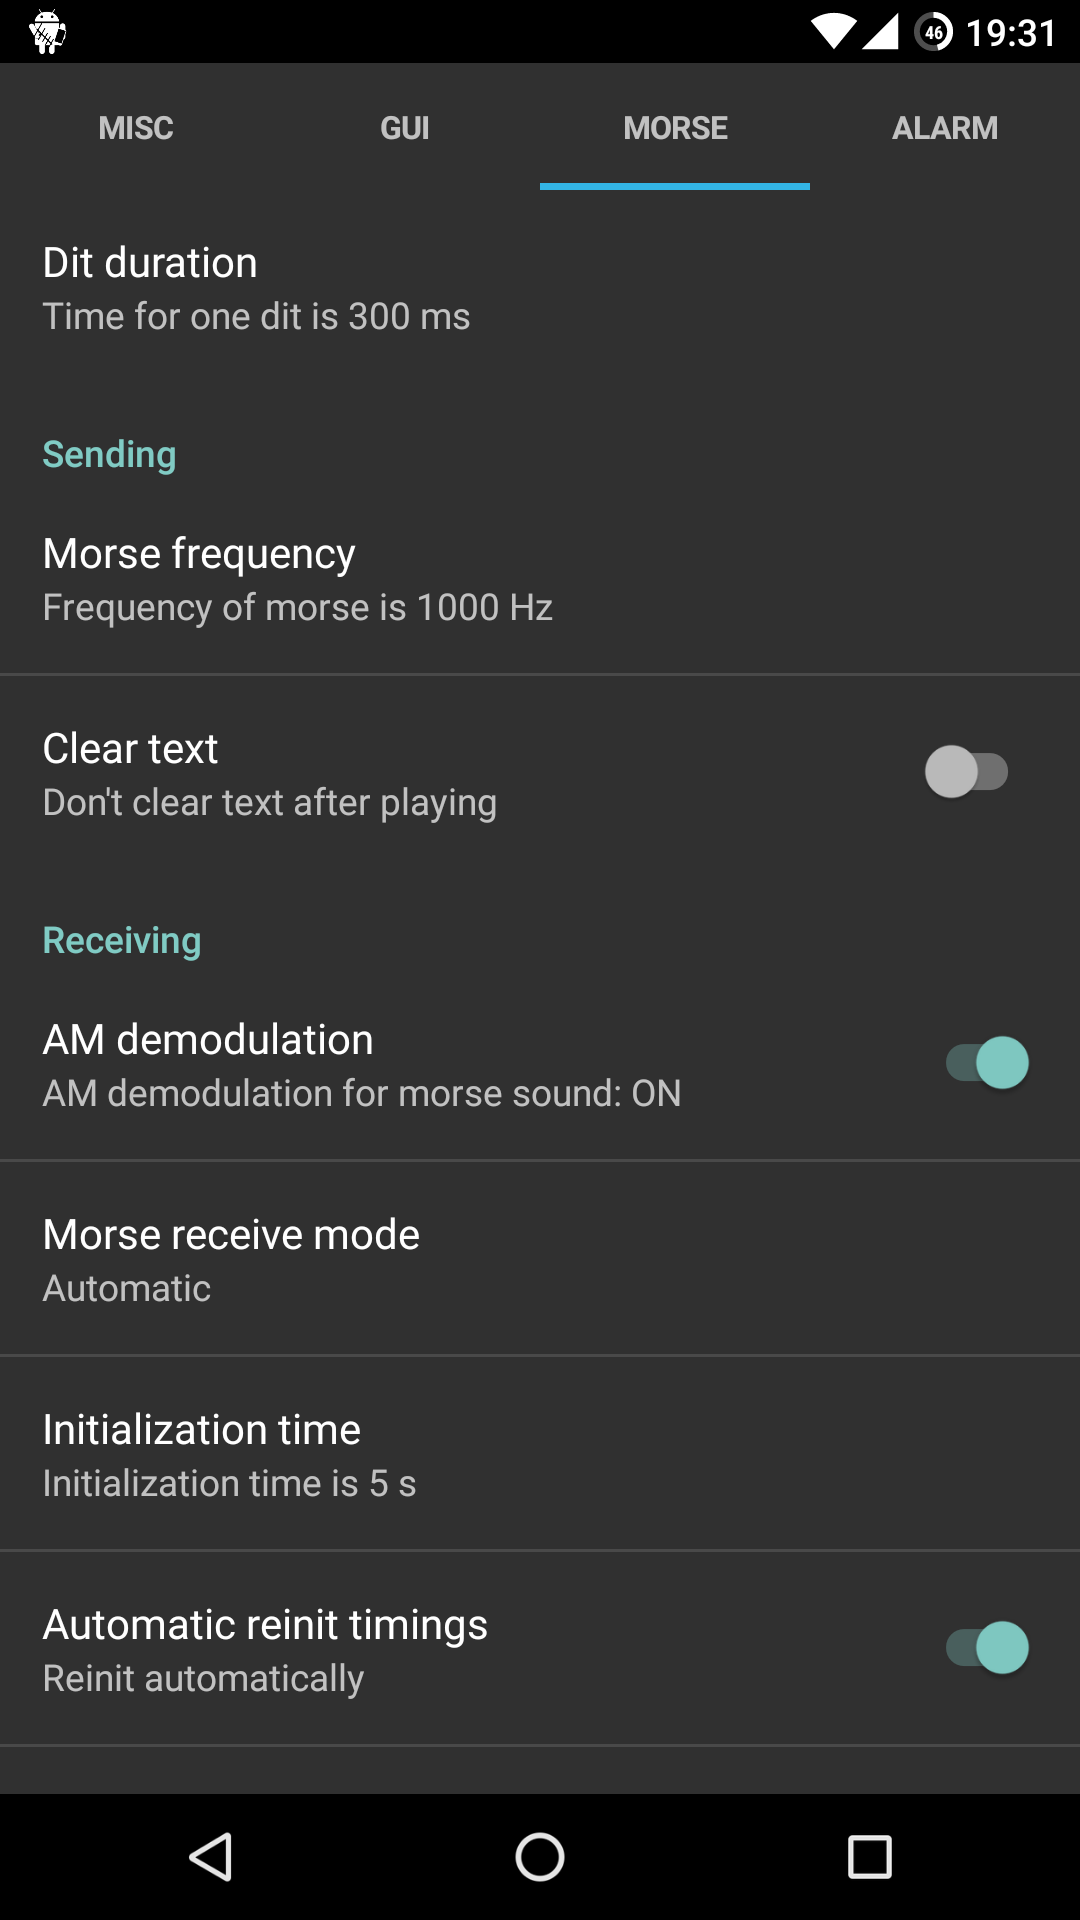 46 19:31
MISC GUI MORSE ALARM
Dit duration
Time for one dit is 300 ms
Sending
Morse frequency
Frequency of morse is 1000 Hz
Clear text
Don't clear text after playing
Receiving
AM demodulation
AM demodulation for morse sound: ON
Morse receive mode
Automatic
Initialization time
Initialization time is 5 s
Automatic reinit timings
Reinit automatically